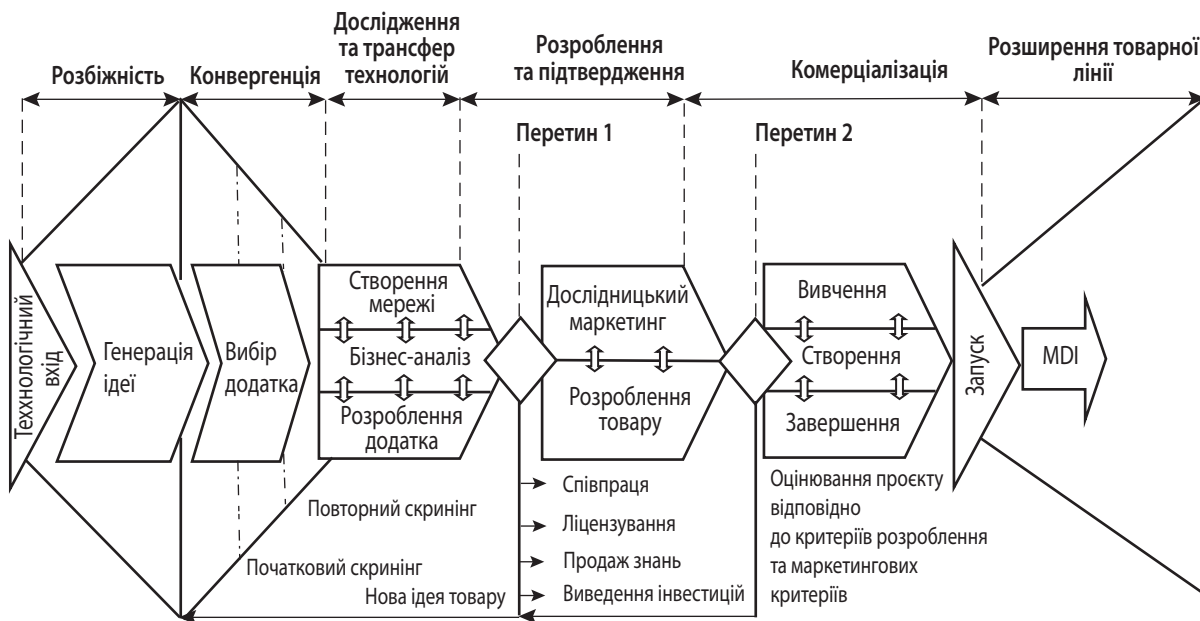 Розбіжність
Конвергенція
Дослідження
та трансфер
технологій
Розроблення
та підтвердження
Комерціалізація
Розширення товарної
лінії
Перетин 1
Перетин 2
Теххнологічний
вхід
Генерація
ідеї
Вибір
додатка
Створення
мережі
Бізнес-аналіз
Розроблення
додатка
Дослідницький
маркетинг
Розроблення
товару
Вивчення
Створення
Завершення
Запуск
MDI
Повторний скринінг
Початковий скринінг
Нова ідея товару
Співпраця
Ліцензування
Продаж знань
Виведення інвестицій
Оцінювання проєкту
відповідно
до критеріїв розроблення
та маркетингових
критеріїв